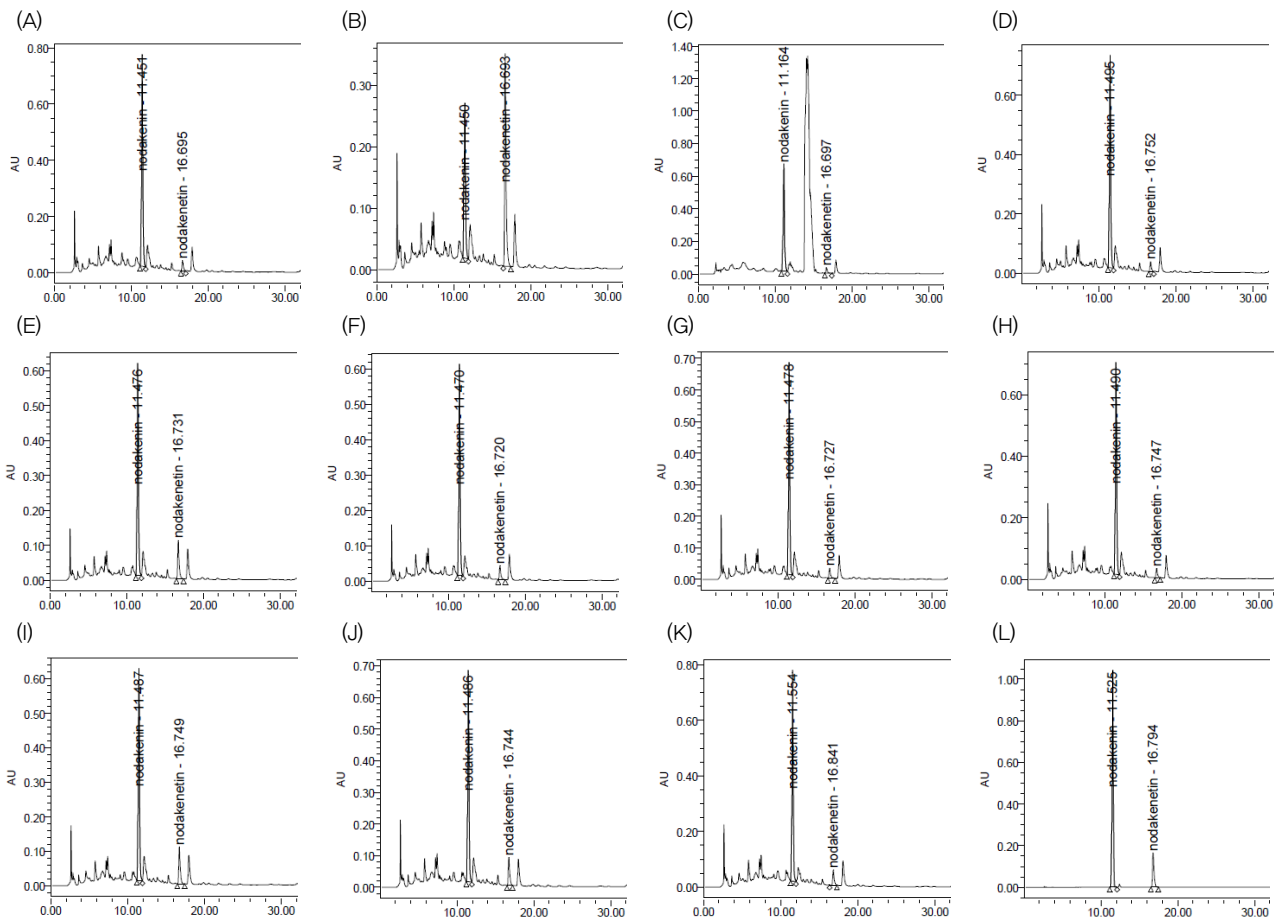 (A)
0.80
0.60
0.40
0.20
0.00
AU
nodakenin - 11.451
nodakenetin - 16.695
0.00
10.00
20.00
30.00
(B)
0.30
0.20
0.10
0.00
AU
nodakenin - 11.450
nodakenetin - 16.693
0.00
10.00
20.00
30.00
(C)
1.40
1.20
1.00
0.80
0.60
0.40
0.20
0.00
AU
nodakenin - 11.164
nodakenetin - 16.697
0.00
10.00
20.00
30.00
(D)
0.60
0.40
0.20
0.00
AU
nodakenin - 11.495
nodakenetin - 16.752
10.00
20.00
30.00
(E)
0.60
0.50
0.40
0.30
0.20
0.10
0.00
AU
nodakenin - 11.476
nodakenetin - 16.731
0.00
10.00
20.00
30.00
(F)
0.60
0.50
0.40
0.30
0.20
0.10
0.00
AU
nodakenin - 11.470
nodakenetin - 16.720
10.00
20.00
30.00
(G)
0.70
0.60
0.50
0.40
0.30
0.20
0.10
0.00
AU
nodakenin - 11.478
nodakenetin - 16.727
0.00
10.00
20.00
30.00
(H)
0.60
0.40
0.20
0.00
AU
nodakenin - 11.490
nodakenetin - 16.747
10.00
20.00
30.00
(I)
0.60
0.50
0.40
0.30
0.20
0.10
0.00
AU
nodakenin - 11.487
nodakenetin - 16.749
0.00
10.00
20.00
30.00
(J)
0.70
0.60
0.50
0.40
0.30
0.20
0.10
0.00
AU
nodakenin - 11.486
nodakenetin - 16.744
10.00
20.00
30.00
(K)
0.80
0.60
0.40
0.20
0.00
AU
nodakenin - 11.554
nodakenetin - 16.841
0.00
10.00
20.00
30.00
(L)
1.00
0.80
0.60
0.40
0.20
0.00
AU
nodakenin - 11.525
nodakenetin - 16.794
10.00
20.00
30.00